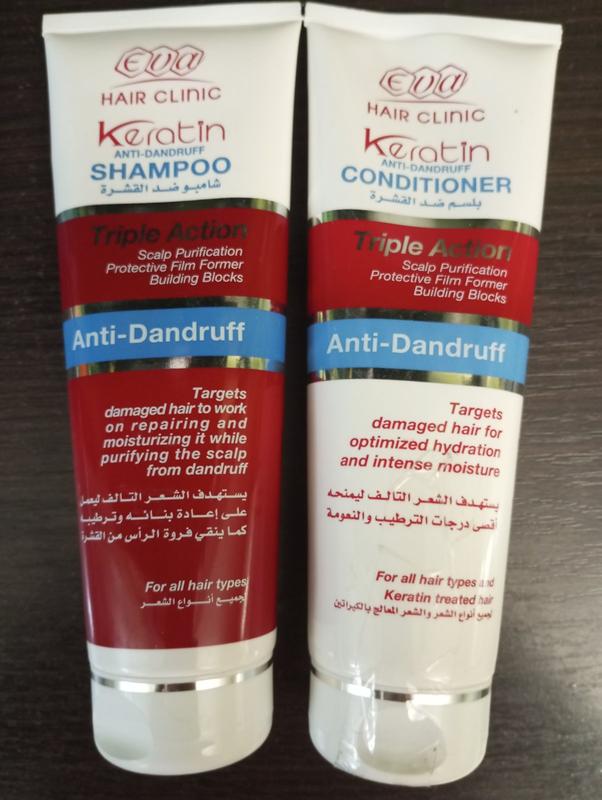 Eva
HAIR CLINIC
Keratin
ANTI-DANDRUFF
SHAMPOO
شامبو ضد القشرة
Triple Action
Scalp Purification
Protective Film Former
Building Blocks
Anti-Dandruff
Targets
damaged hair to work
on repairing and
moisturizing it while
purifying the scalp
from dandruff
يستهدف الشعر التالف ليعمل
على إعادة بنائه وترطيبه
كما ينقي فروة الرأس من القشرة
For all hair types
لجميع أنواع الشعر
Eva
HAIR CLINIC
Keratin
ANTI-DANDRUFF
CONDITIONER
بلسم ضد القشرة
Triple Action
Scalp Purification
Protective Film Former
Building Blocks
Anti-Dandruff
Targets
damaged hair for
optimized hydration
and intense moisture
يستهدف الشعر التالف ليمنحه
أقصى درجات الترطيب والنعومة
For all hair types and
Keratin treated hair
لجميع أنواع الشعر والشعر المعالج بالكيراتين